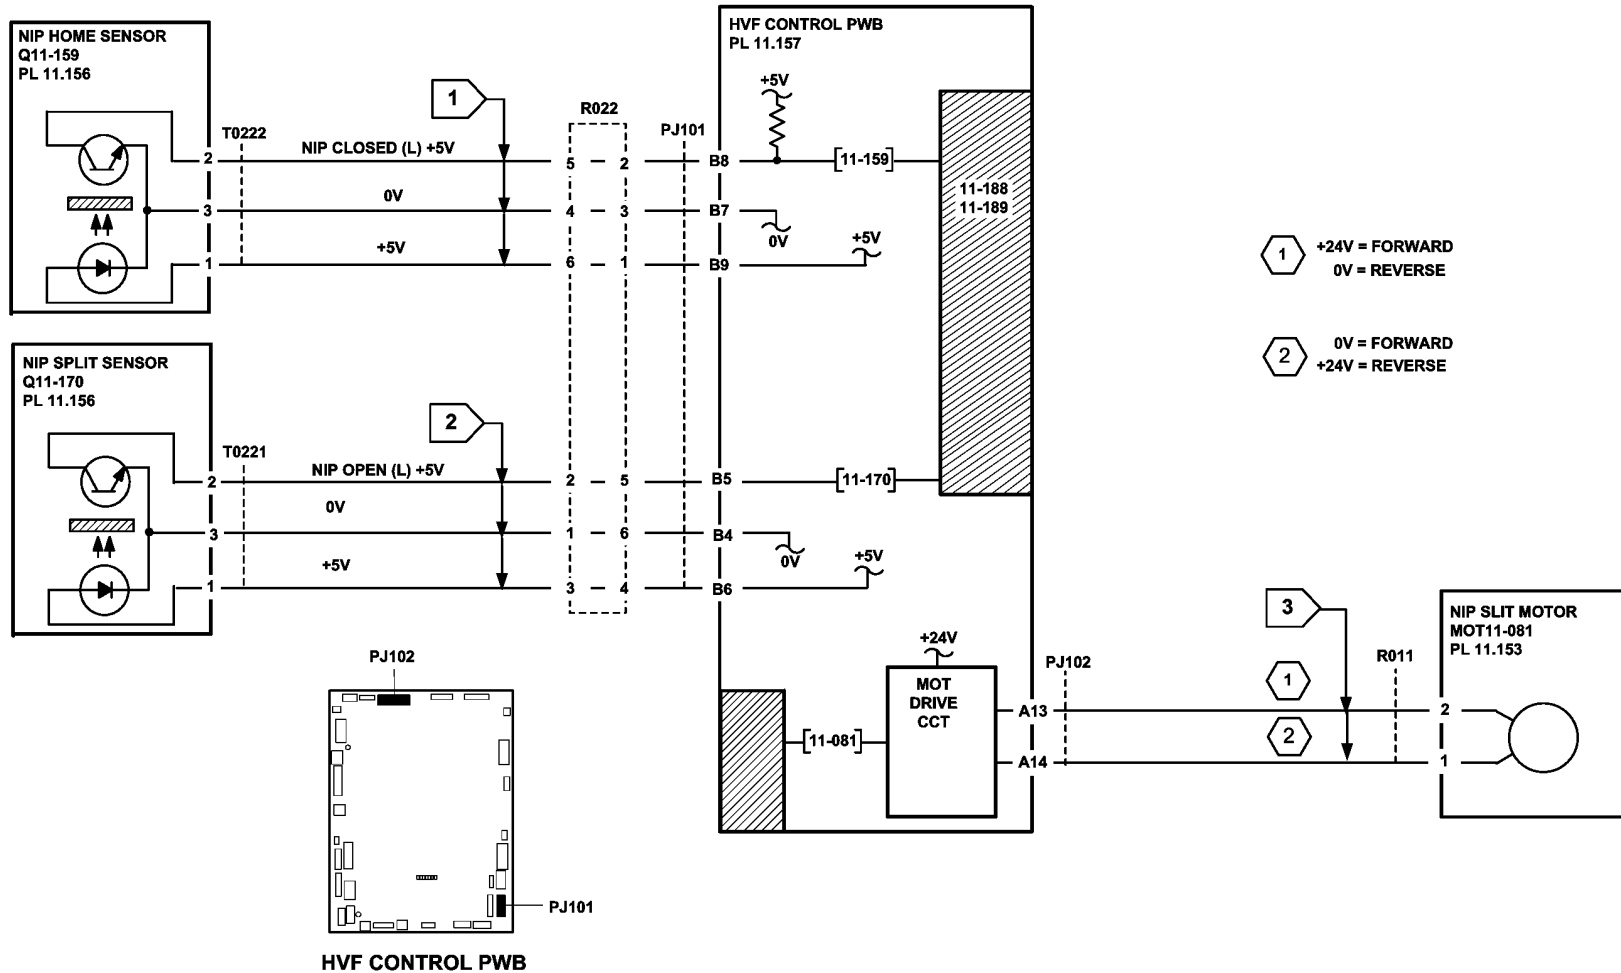 NIP HOME SENSOR
Q11-159
PL 11.156
T0222
2
3
1
NIP CLOSED (L) +5V
0V
+5V
1
R022
5 – 2
4 – 3
6 – 1
PJ101
HVF CONTROL PWB
PL 11.157
+5V
B8
[11-159]
B7
0V
B9
+5V
11-188
11-189
1
+24V = FORWARD
0V = REVERSE
2
0V = FORWARD
+24V = REVERSE
NIP SPLIT SENSOR
Q11-170
PL 11.156
T0221
2
3
1
NIP OPEN (L) +5V
0V
+5V
2
2 – 5
1 – 6
3 – 4
B5
[11-170]
B4
0V
B6
+5V
+24V
MOT
DRIVE
CCT
[11-081]
A13
A14
PJ102
1
2
3
R011
2
1
NIP SLIT MOTOR
MOT11-081
PL 11.153
PJ102
PJ101
HVF CONTROL PWB